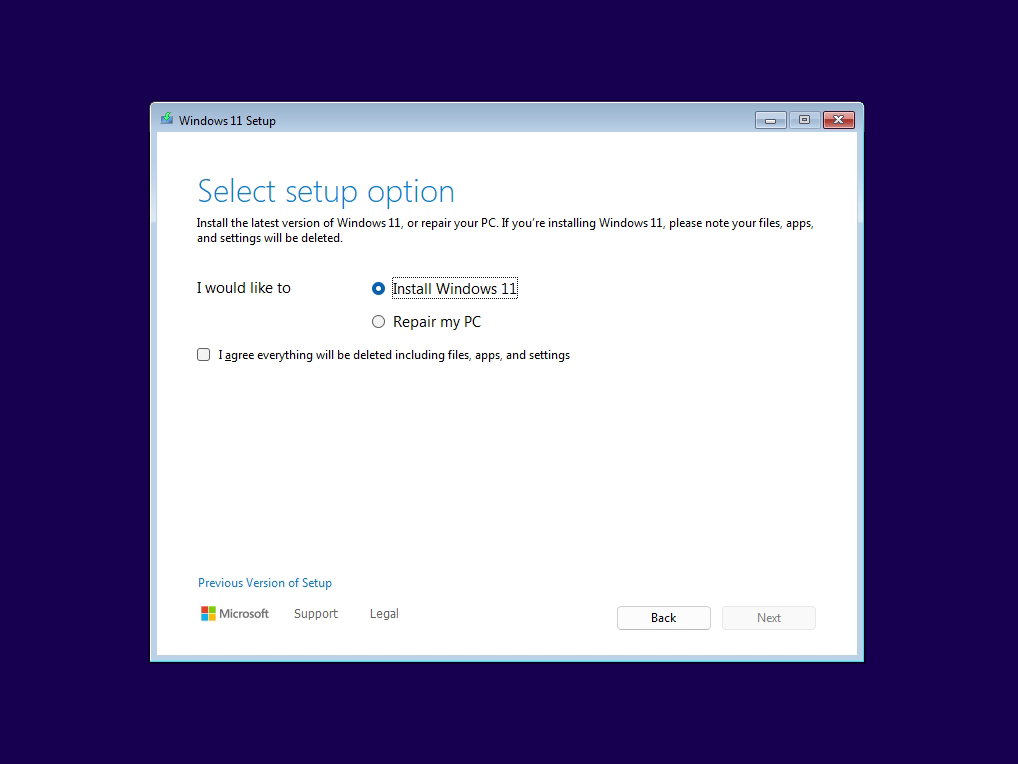 Windows 11 Setup
Select setup option
Install the latest version of Windows 11, or repair your PC. If you're installing Windows 11, please note your files, apps,
and settings will be deleted.
I would like to
Install Windows 11
Repair my PC
I agree everything will be deleted including files, apps, and settings
Previous Version of Setup
Microsoft Support Legal
Back Next